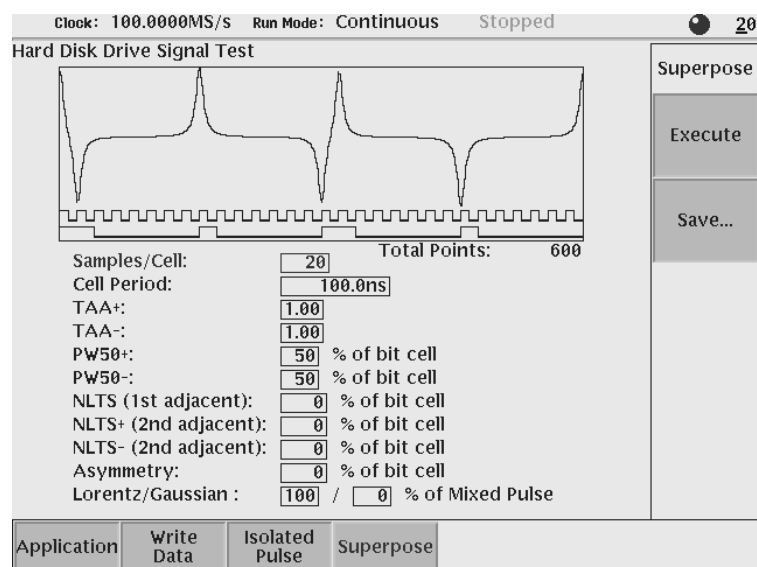 Clock: 100.0000MS/s Run Mode: Continuous Stopped 20
Hard Disk Drive Signal Test
Superpose
Execute
Save...
Total Points: 600
Samples/Cell: 20
Cell Period: 100.0ns
TAA+: 1.00
TAA-: 1.00
PW50+: 50 % of bit cell
PW50-: 50 % of bit cell
NLTS (1st adjacent): 0 % of bit cell
NLTS+ (2nd adjacent): 0 % of bit cell
NLTS- (2nd adjacent): 0 % of bit cell
Asymmetry: 0 % of bit cell
Lorentz/Gaussian : 100 / 0 % of Mixed Pulse
Application
Write
Data
Isolated
Pulse
Superpose